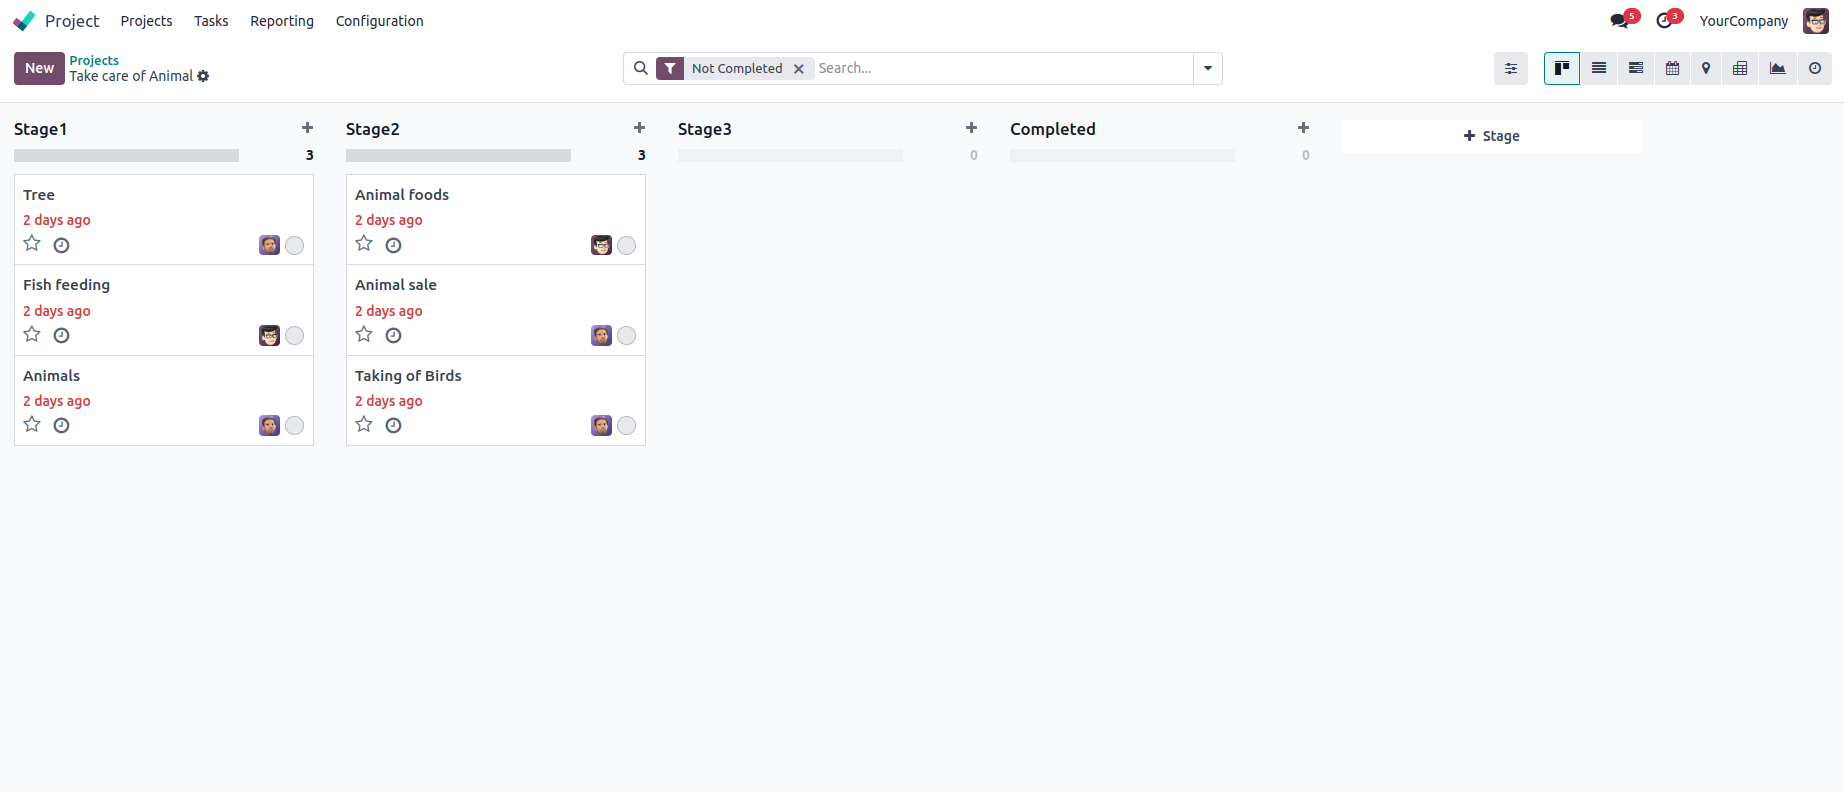 Project Projects Tasks Reporting Configuration 5 3 YourCompany
New Projects Not Completed Search...
Take care of Animal
Stage1 Stage2 Stage3 Completed Stage
3 3 0 0
Tree Animal foods
2 days ago 2 days ago
Fish feeding Animal sale
2 days ago 2 days ago
Animals Taking of Birds
2 days ago 2 days ago